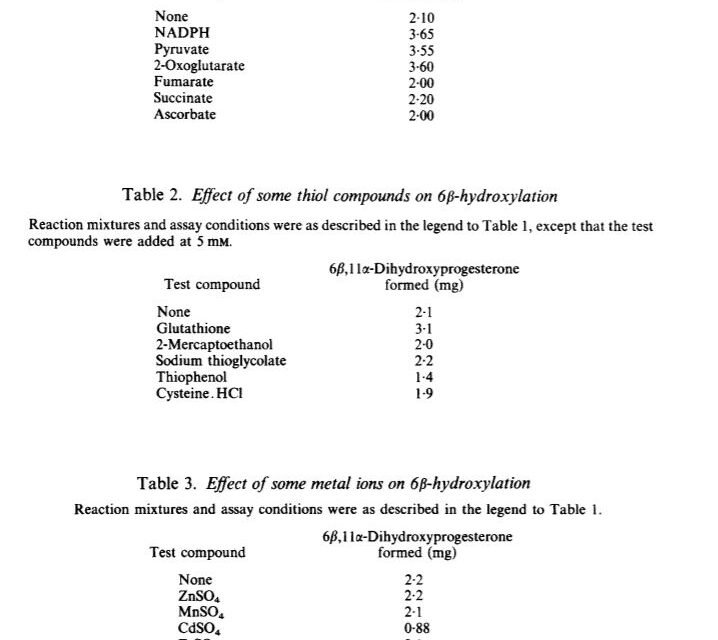 None 2·10
NADPH 3·65
Pyruvate 3·55
2-Oxoglutarate 3·60
Fumarate 2·00
Succinate 2·20
Ascorbate 2·00
Table 2. Effect of some thiol compounds on 6β-hydroxylation
Reaction mixtures and assay conditions were as described in the legend to Table 1, except that the test
compounds were added at 5 mM.
6β,11α-Dihydroxyprogesterone
Test compound formed (mg)
None 2·1
Glutathione 3·1
2-Mercaptoethanol 2·0
Sodium thioglycolate 2·2
Thiophenol 1·4
Cysteine.HCl 1·9
Table 3. Effect of some metal ions on 6β-hydroxylation
Reaction mixtures and assay conditions were as described in the legend to Table 1.
6β,11α-Dihydroxyprogesterone
Test compound formed (mg)
None 2·2
ZnSO₄ 2·2
MnSO₄ 2·1
CdSO₄ 0·88